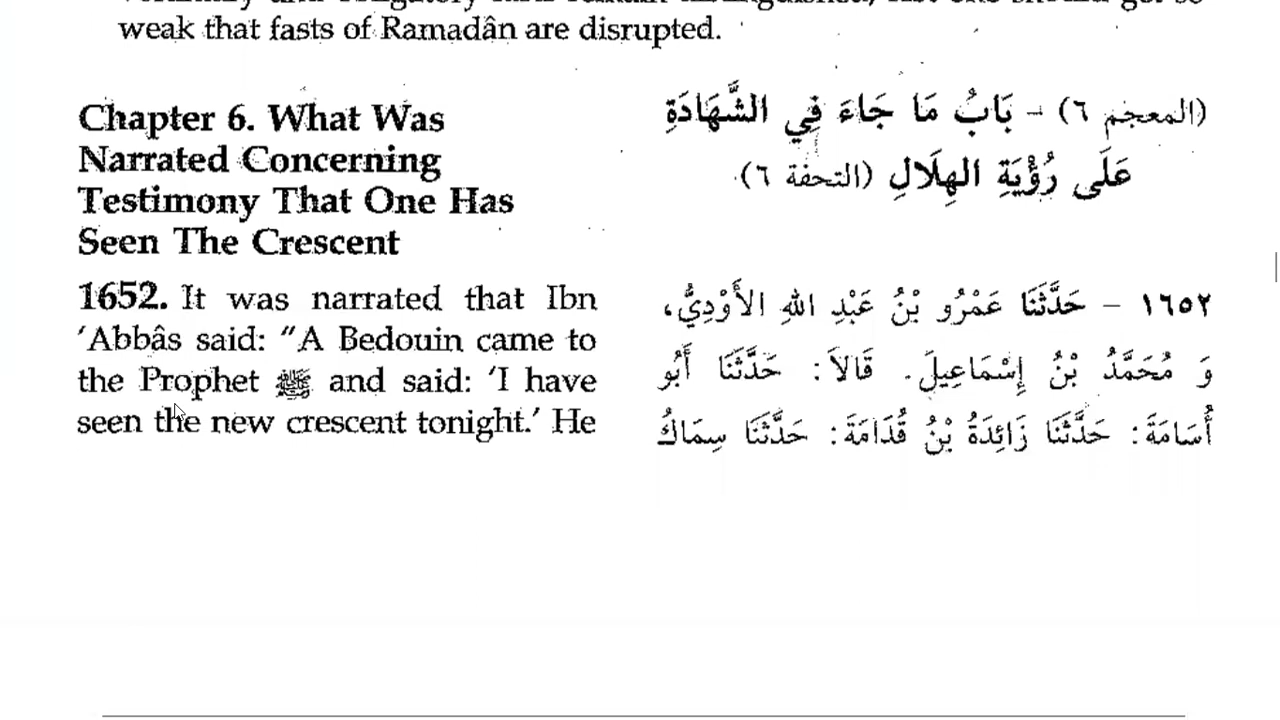 weak that fasts of Ramadân are disrupted.
Chapter 6. What Was
Narrated Concerning
Testimony That One Has
Seen The Crescent
(المعجم ٦) - بَابُ مَا جَاءَ فِي الشَّهَادَةِ
عَلَى رُؤْيَةِ الهِلَالِ (التحفة ٦)
1652. It was narrated that Ibn
'Abbâs said: "A Bedouin came to
the Prophet ﷺ and said: 'I have
seen the new crescent tonight.' He
١٦٥٢ - حَدَّثَنَا عَمْرُو بْنُ عَبْدِ اللهِ الأَوْدِيُّ،
وَ مُحَمَّدُ بْنُ إِسْمَاعِيلَ. قَالاَ: حَدَّثَنَا أَبُو
أُسَامَةَ: حَدَّثَنَا زَائِدَةُ بْنُ قُدَامَةَ: حَدَّثَنَا سِمَاكُ